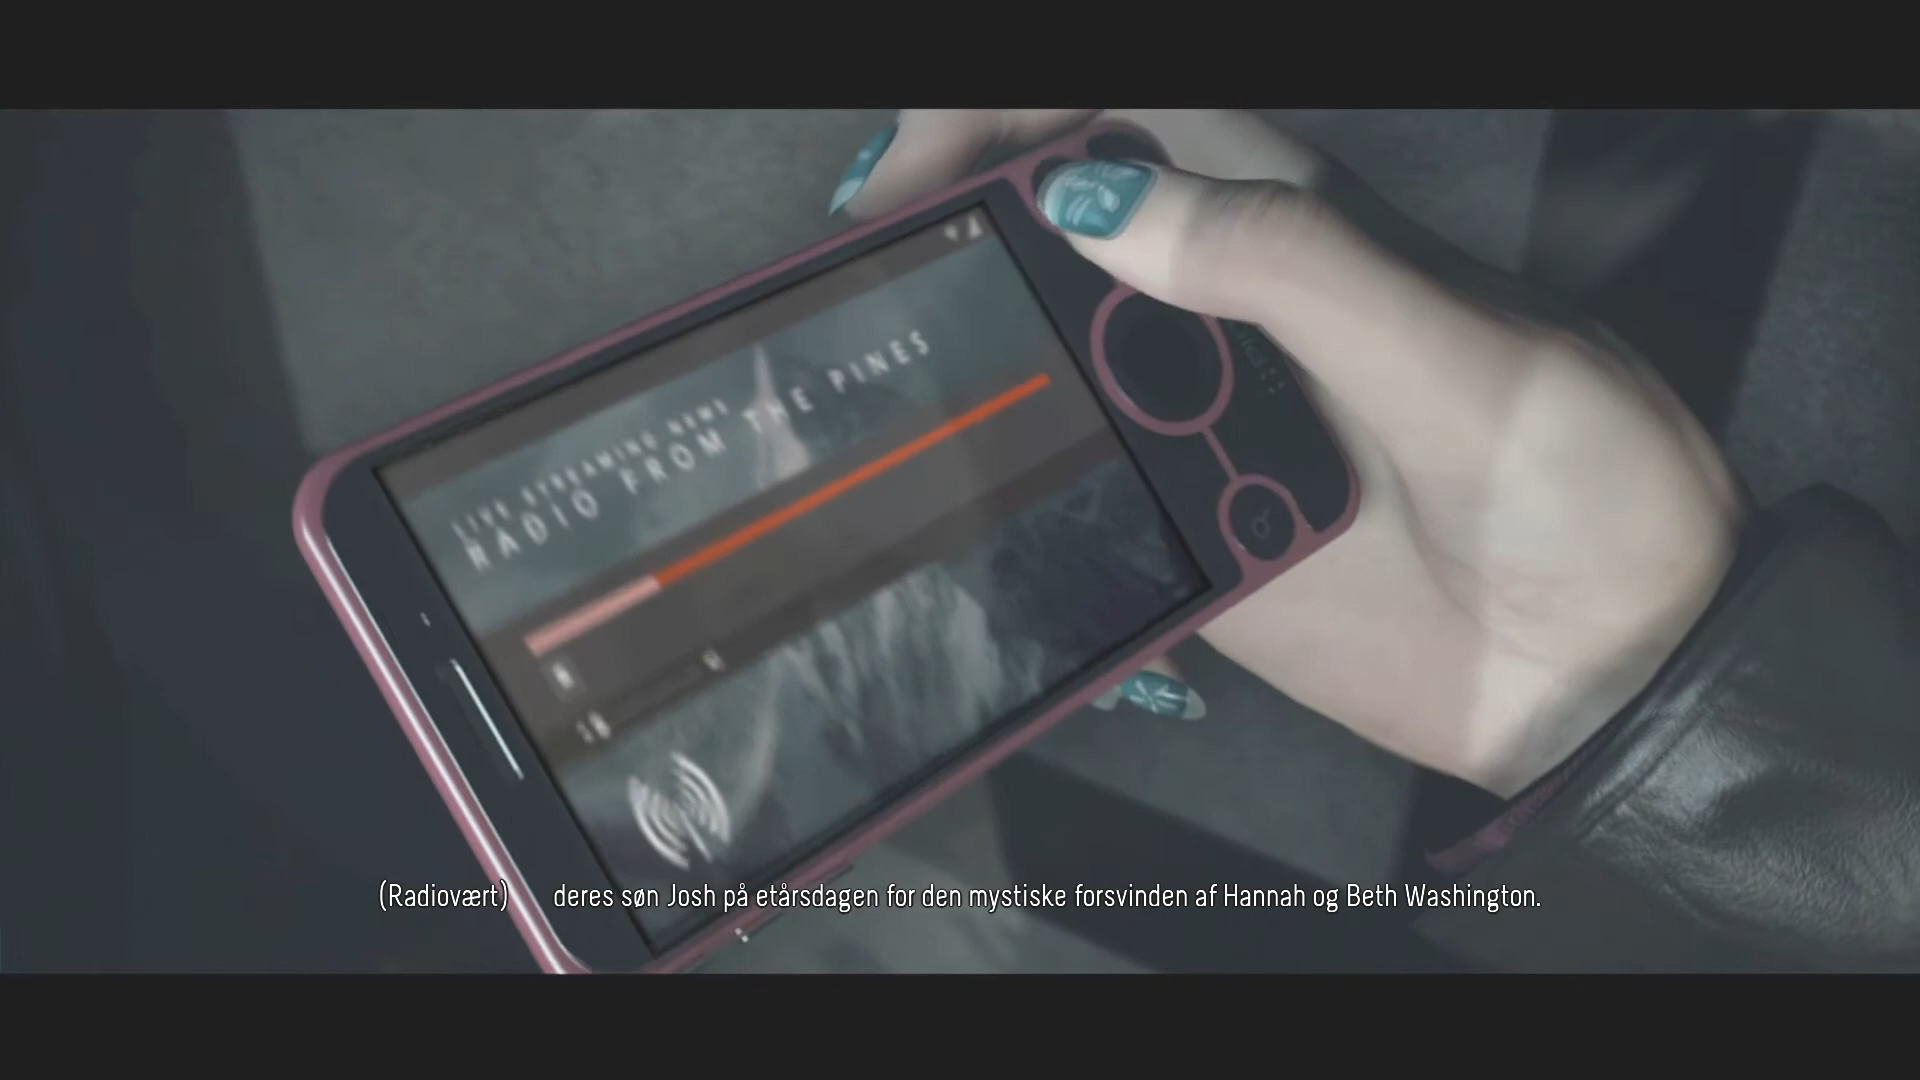 LIVE STREAMING NEWS
RADIO FROM THE PINES
(Radiovært) deres søn Josh på etårsdagen for den mystiske forsvinden af Hannah og Beth Washington.